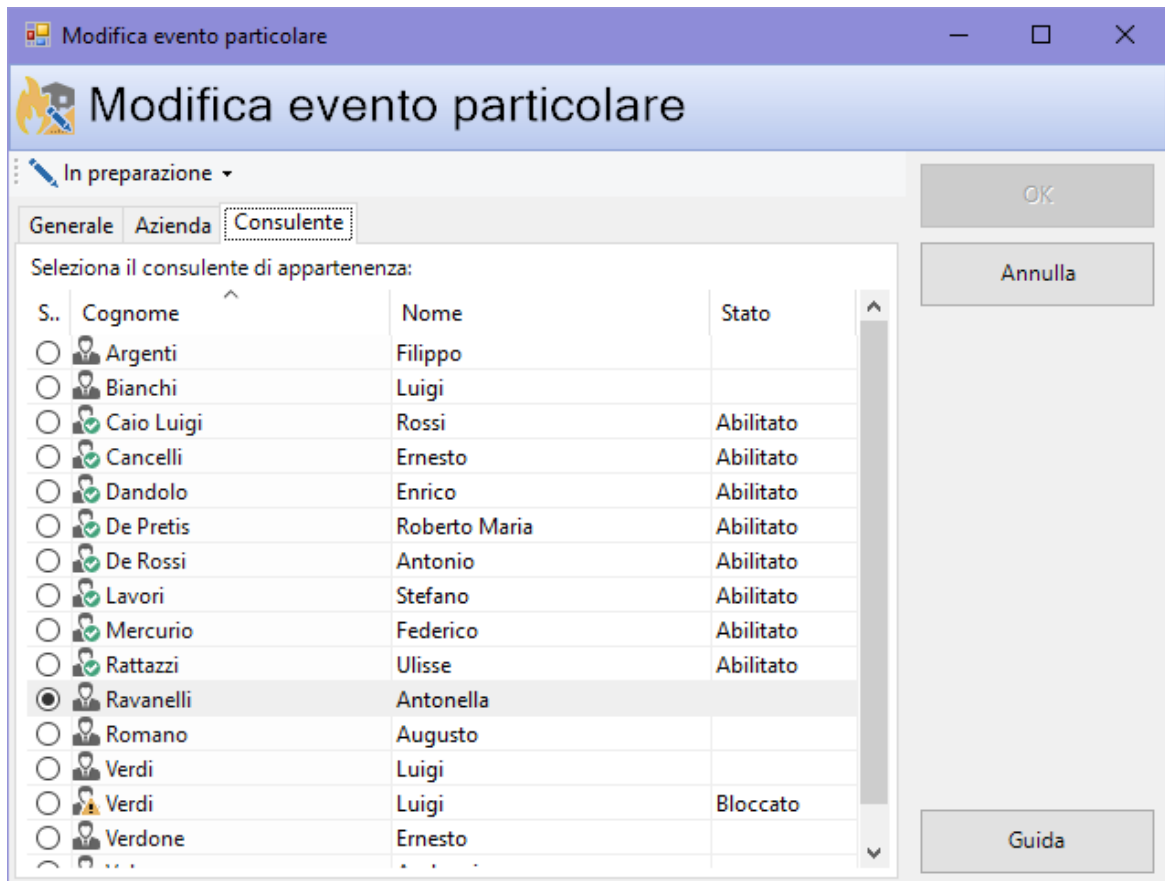 Modifica evento particolare
Modifica evento particolare
In preparazione
OK
Generale Azienda Consulente
Annulla
Seleziona il consulente di appartenenza:
S.. Cognome Nome Stato
Argenti Filippo
Bianchi Luigi
Caio Luigi Rossi Abilitato
Cancelli Ernesto Abilitato
Dandolo Enrico Abilitato
De Pretis Roberto Maria Abilitato
De Rossi Antonio Abilitato
Lavori Stefano Abilitato
Mercurio Federico Abilitato
Rattazzi Ulisse Abilitato
Ravanelli Antonella
Romano Augusto
Verdi Luigi
Verdi Luigi Bloccato
Verdone Ernesto
Guida